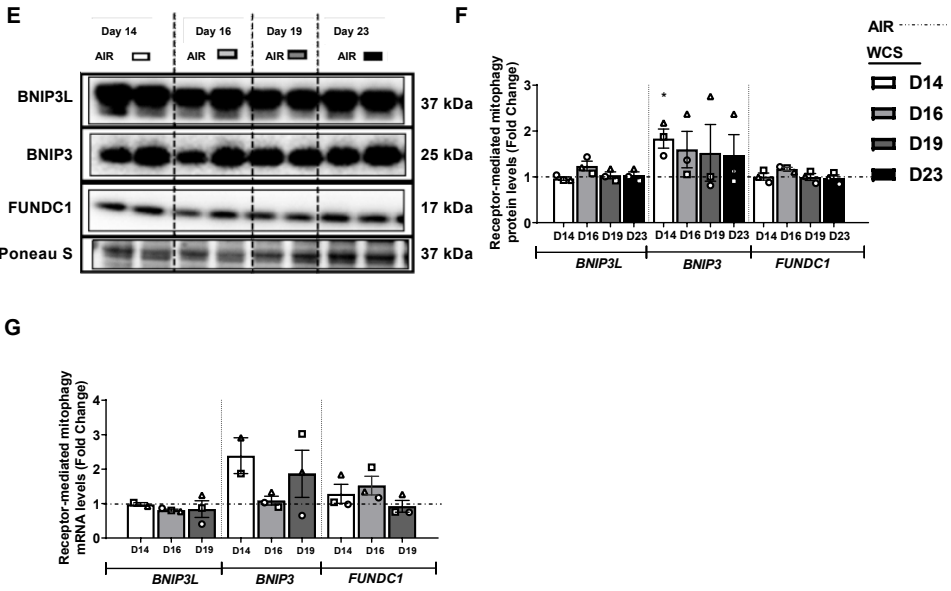 E
Day 14 Day 16 Day 19 Day 23
AIR AIR AIR AIR
BNIP3L 37 kDa
BNIP3 25 kDa
FUNDC1 17 kDa
Poneau S 37 kDa
F
Receptor-mediated mitophagy
protein levels (Fold Change)
3
2
1
0
*
D14 D16 D19 D23 D14 D16 D19 D23 D14 D16 D19 D23
BNIP3L BNIP3 FUNDC1
AIR
WCS
D14
D16
D19
D23
G
Receptor-mediated mitophagy
mRNA levels (Fold Change)
4
3
2
1
0
D14 D16 D19 D14 D16 D19 D14 D16 D19
BNIP3L BNIP3 FUNDC1